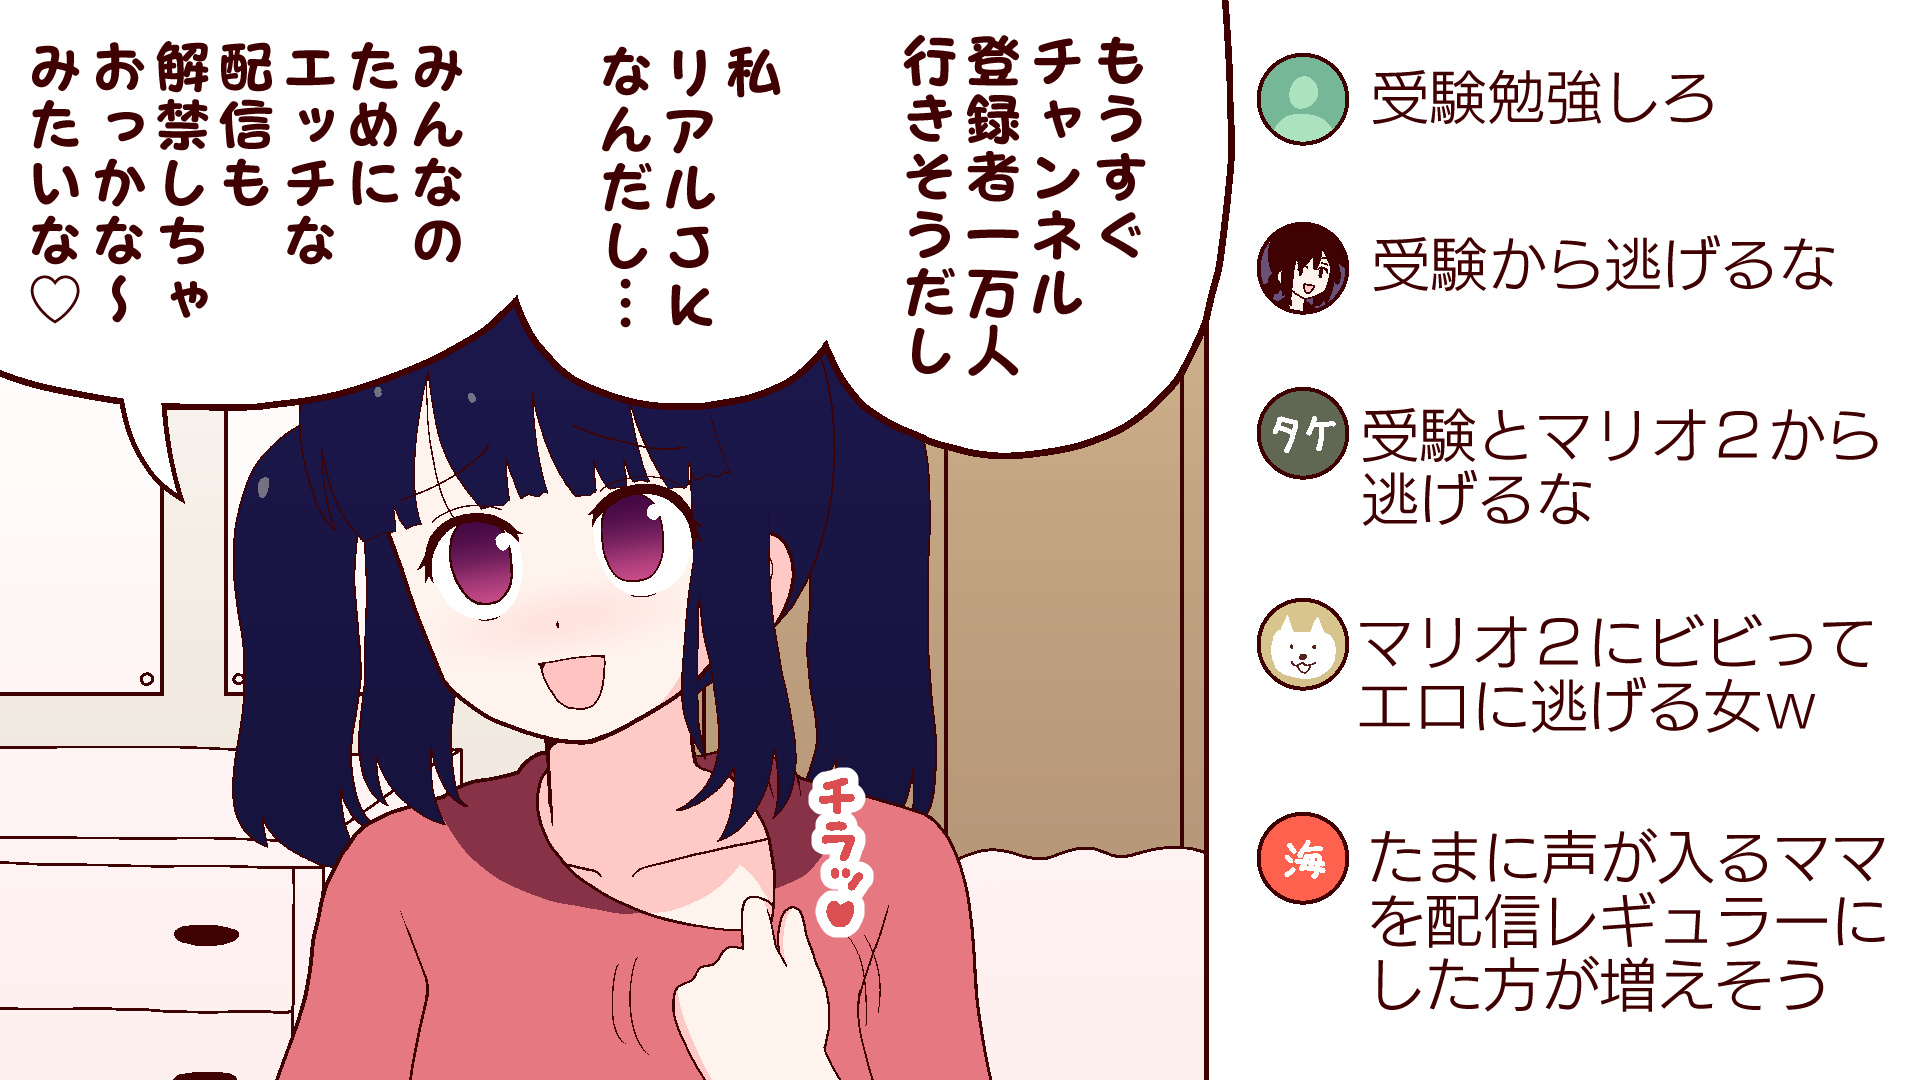 もうすぐ
チャンネル
登録者一万人
行きそうだし
私
リアルJK
なんだし…
みんなの
ために
エッチな
配信も
解禁しちゃ
おっかな〜
みたいな♡
チラッ♥
受験勉強しろ
受験から逃げるな
タケ
受験とマリオ2から
逃げるな
マリオ2にビビって
エロに逃げる女w
海
たまに声が入るママ
を配信レギュラーに
した方が増えそう